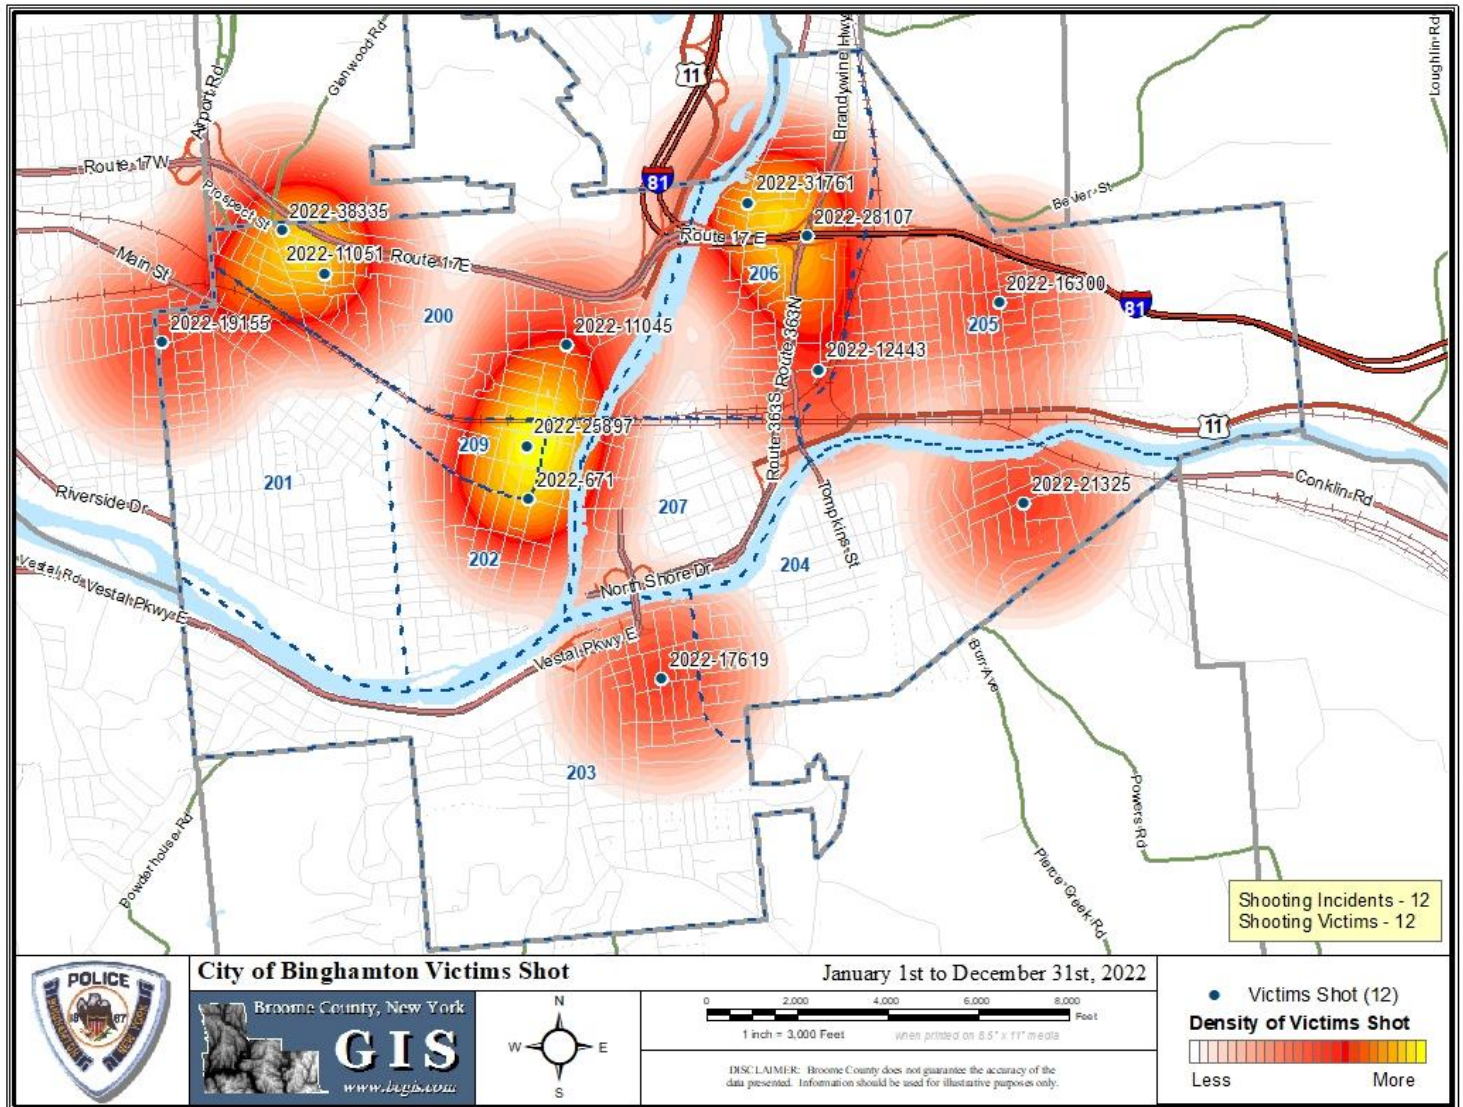 11
Glenwood Rd
Airport Rd
Brandywine Hwy
Loughlin Rd
Route 17W
81
2022-31761
Prospect St
2022-38335
2022-28107
Bevier St
Route 17E
2022-11051
Route 17E
Main St
206
2022-16300
81
2022-19155
200
2022-11045
205
Route 363N
2022-12443
Route 363S
2022-25897
11
209
2022-671
2022-21325
201
Riverside Dr
207
Conklin Rd
Tompkins St
202
204
Vestal Rd
Vestal Pkwy E
North Shore Dr
Vestal Pkwy E
2022-17619
Burr Ave
203
Powers Rd
Powderhouse Rd
Pierce Creek Rd
Shooting Incidents - 12
Shooting Victims - 12
POLICE
BINGHAMTON
NEW YORK
City of Binghamton Victims Shot
January 1st to December 31st, 2022
Broome County, New York
GIS
www.bcgis.com
N
W
E
S
0 2,000 4,000 6,000 8,000
Feet
1 inch = 3,000 Feet
when printed on 8.5" x 11" media
DISCLAIMER: Broome County does not guarantee the accuracy of the
data presented. Information should be used for illustrative purposes only.
Victims Shot (12)
Density of Victims Shot
Less
More